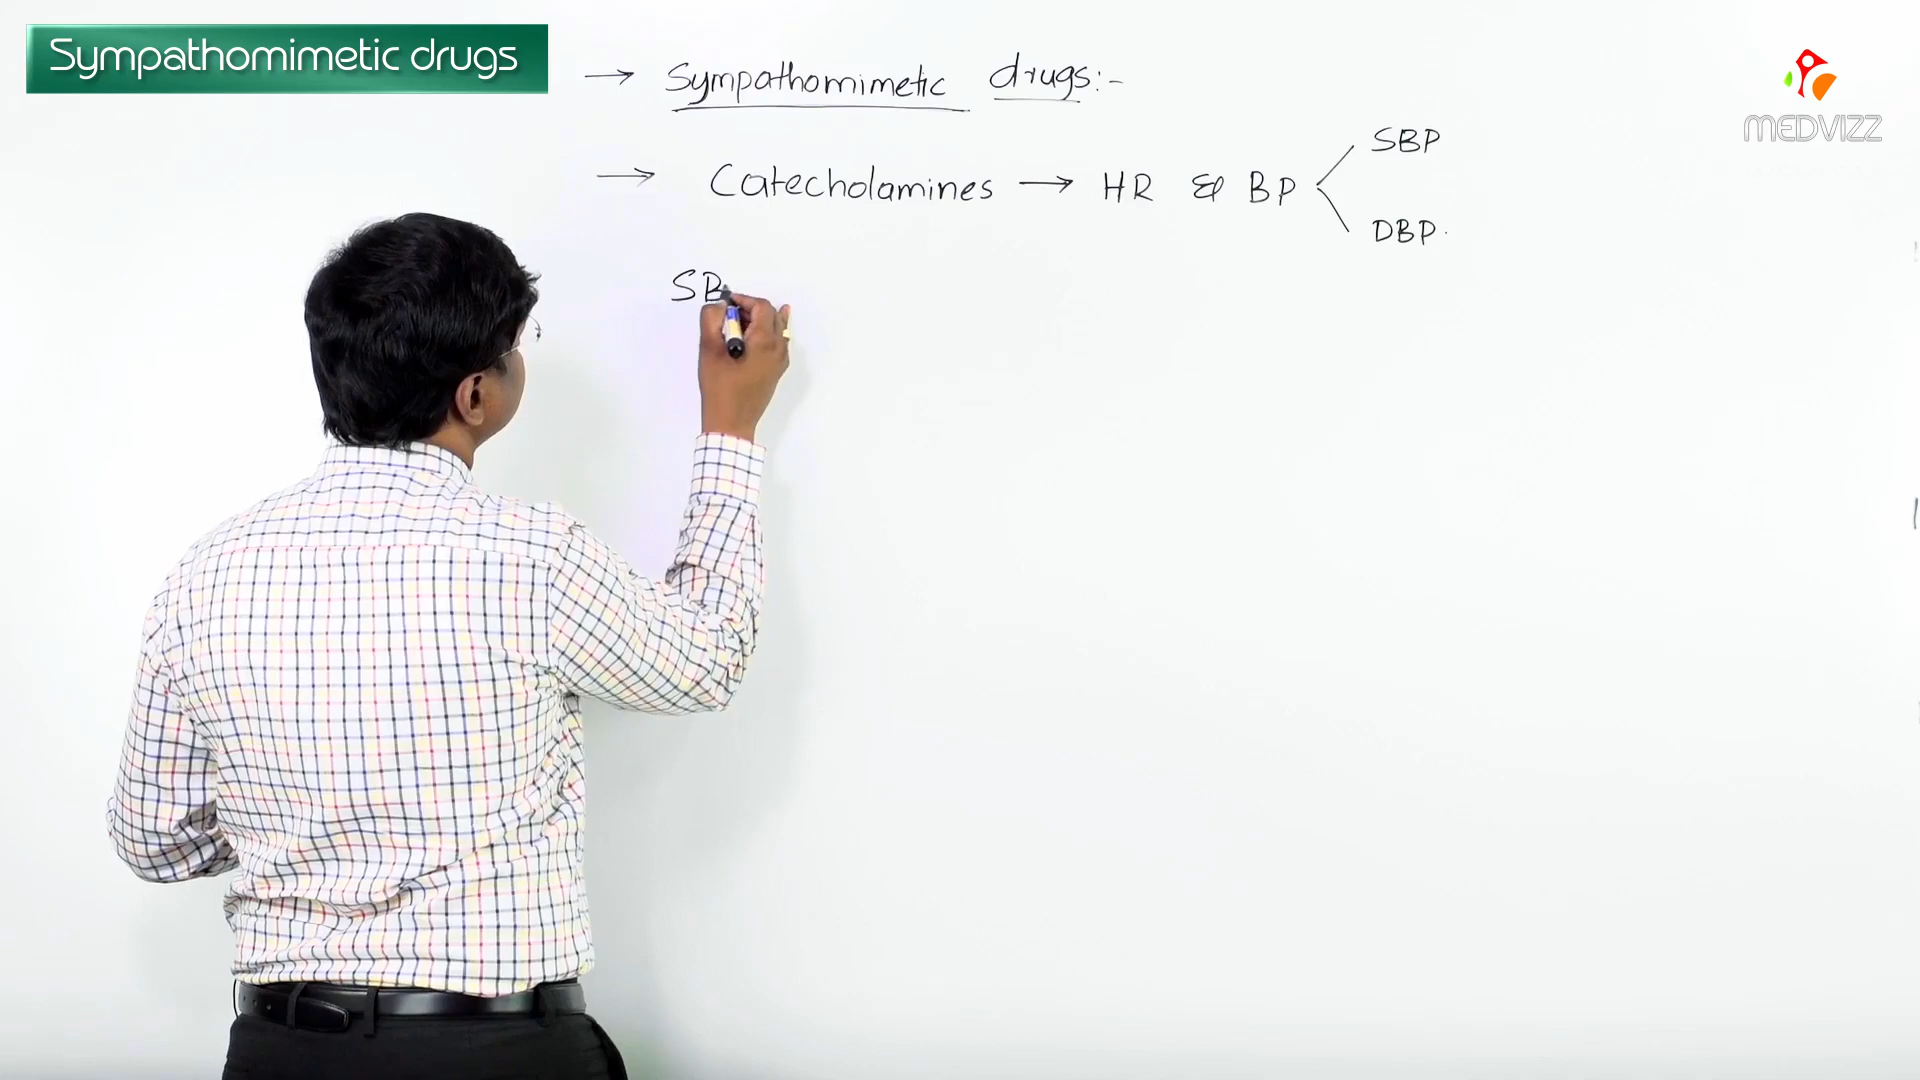 Sympathomimetic drugs
→ Sympathomimetic drugs:-
MEDVIZZ
SBP
→ Catecholamines → HR & BP
DBP.
SB